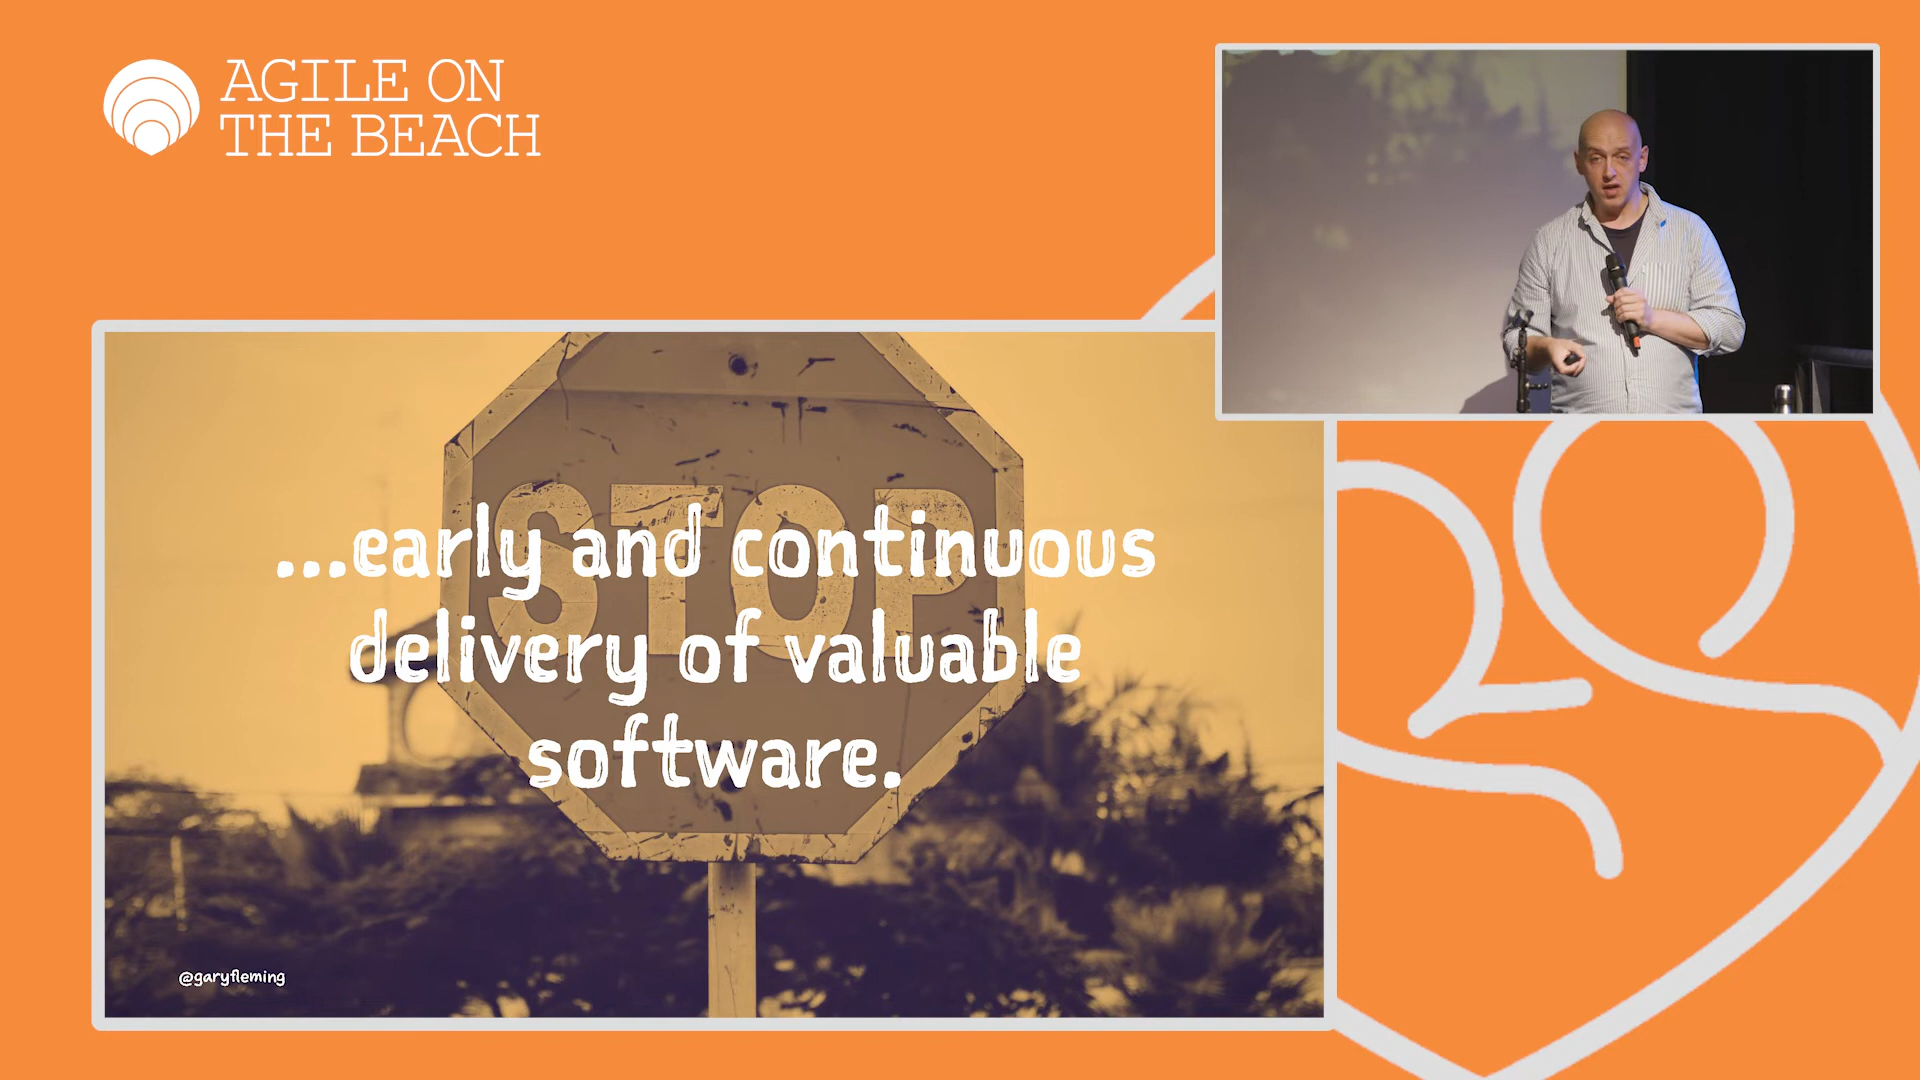 AGILE ON
THE BEACH
STOP
...early and continuous
delivery of valuable
software.
@garyfleming